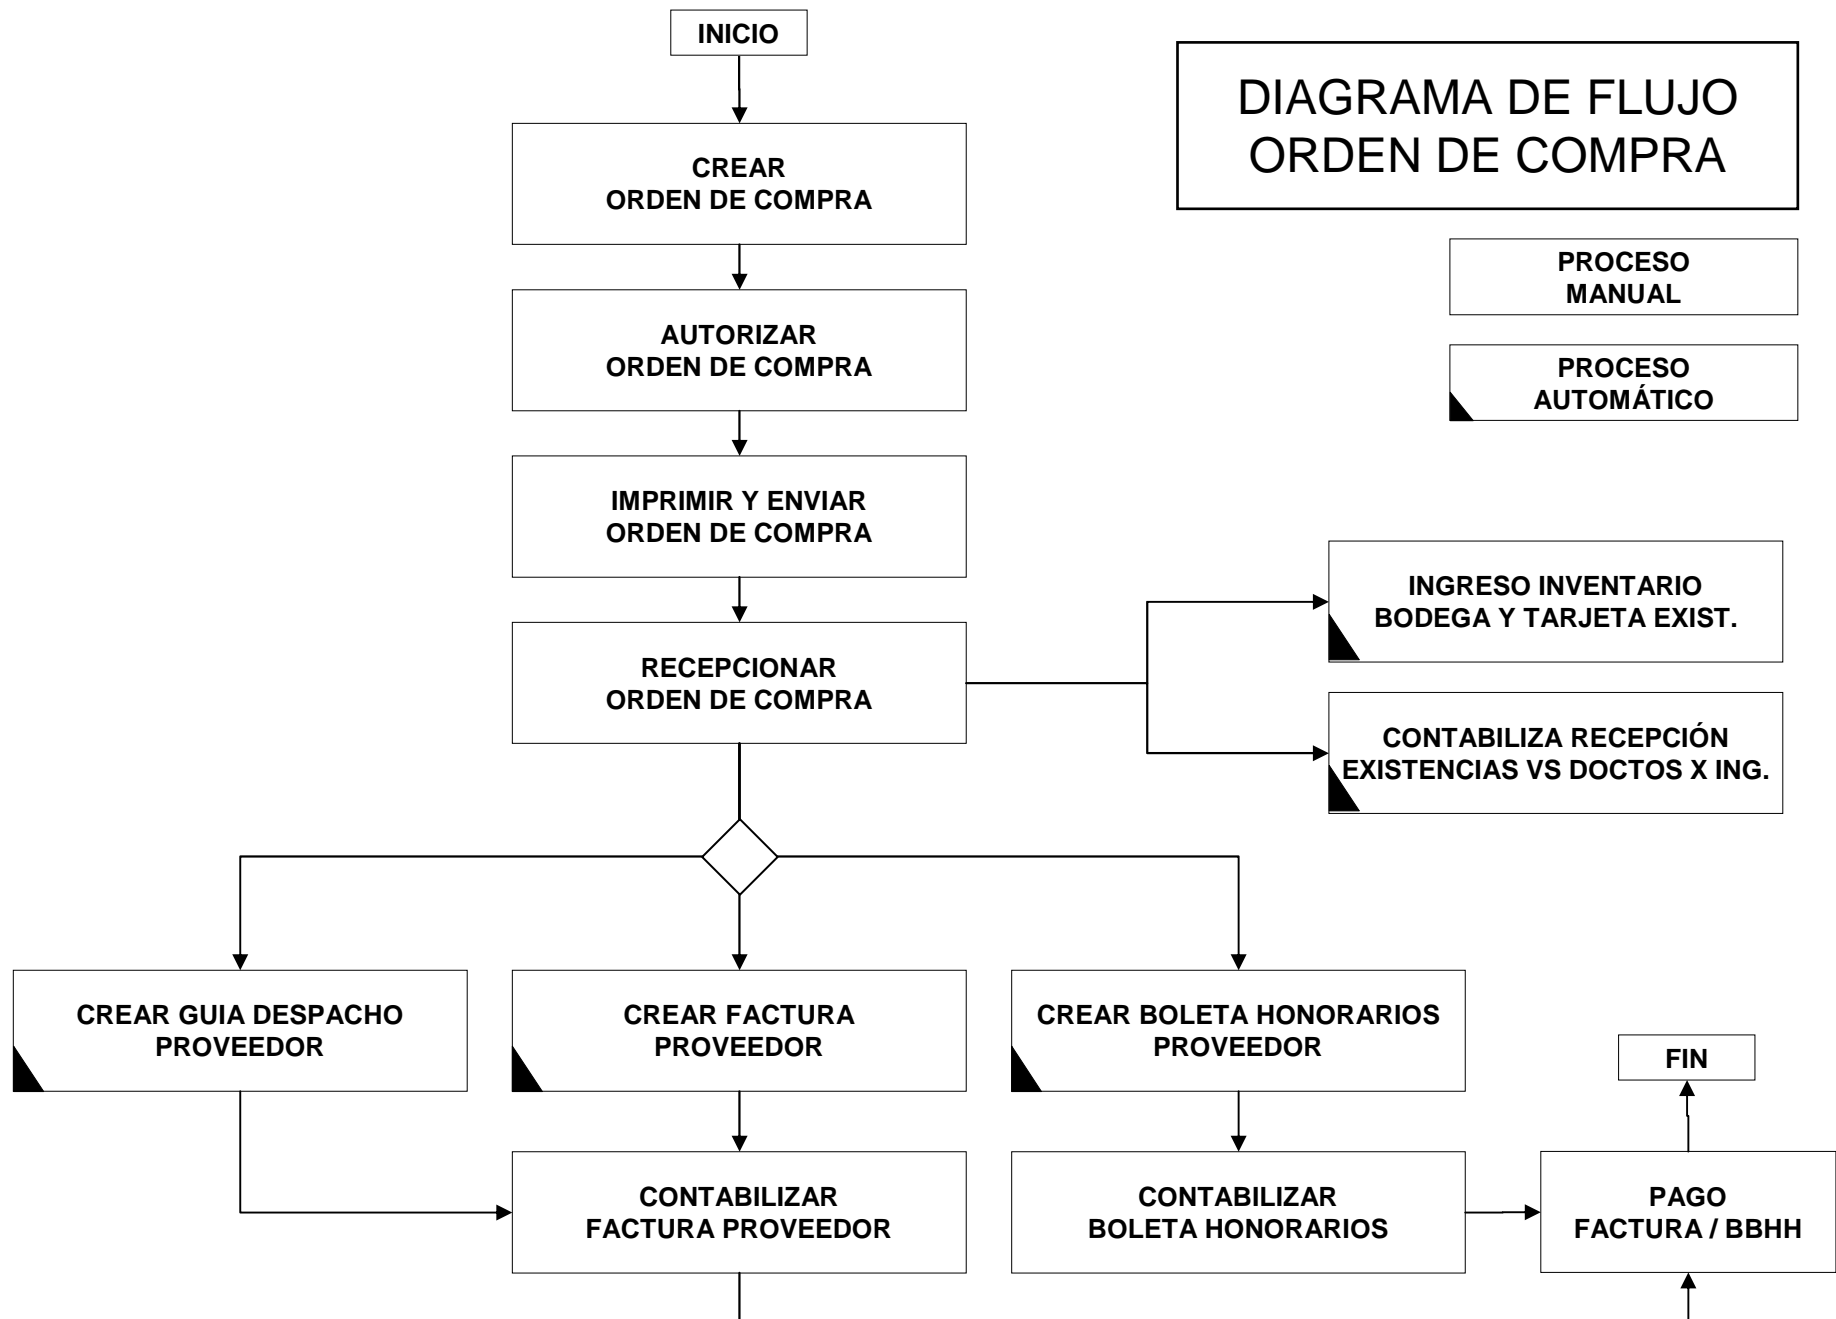 INICIO
DIAGRAMA DE FLUJO
ORDEN DE COMPRA
CREAR
ORDEN DE COMPRA
PROCESO
MANUAL
AUTORIZAR
ORDEN DE COMPRA
PROCESO
AUTOMÁTICO
IMPRIMIR Y ENVIAR
ORDEN DE COMPRA
INGRESO INVENTARIO
BODEGA Y TARJETA EXIST.
RECEPCIONAR
ORDEN DE COMPRA
CONTABILIZA RECEPCIÓN
EXISTENCIAS VS DOCTOS X ING.
CREAR GUIA DESPACHO
PROVEEDOR
CREAR FACTURA
PROVEEDOR
CREAR BOLETA HONORARIOS
PROVEEDOR
FIN
CONTABILIZAR
FACTURA PROVEEDOR
CONTABILIZAR
BOLETA HONORARIOS
PAGO
FACTURA / BBHH